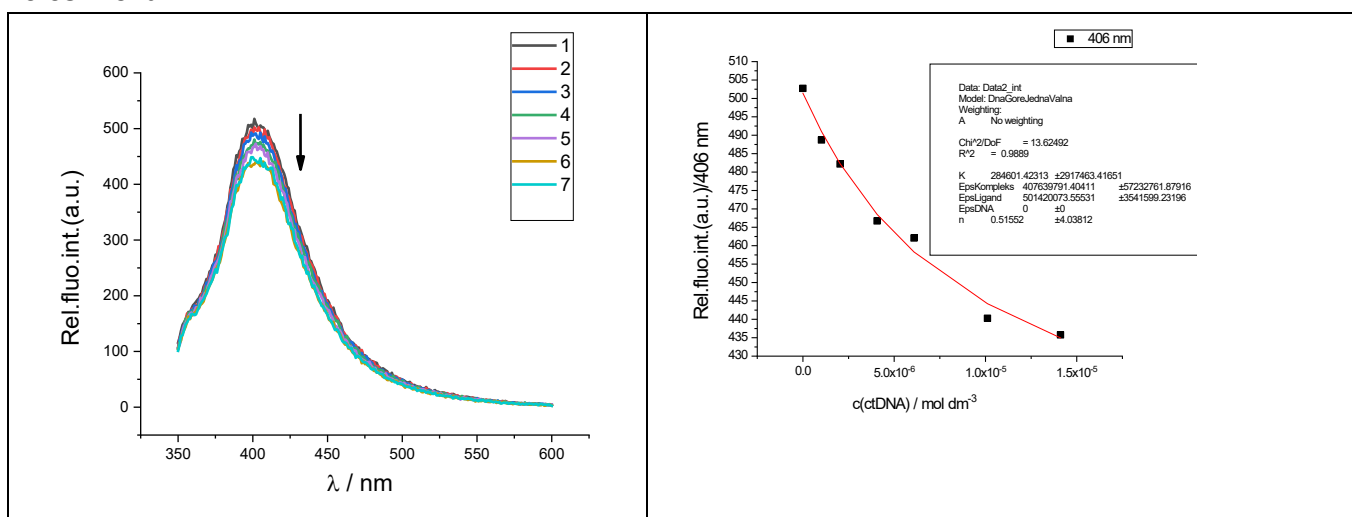 1
2
3
4
5
6
7
600
500
400
300
200
100
0
Rel.fluo.int.(a.u.)
350 400 450 500 550 600
λ / nm
406 nm
510
505
500
495
490
485
480
475
470
465
460
455
450
445
440
435
430
Rel.fluo.int.(a.u.)/406 nm
Data: Data2_int
Model: DnaGoreJednaValna
Weighting:
A No weighting
Chi^2/DoF = 13.62492
R^2 = 0.9889
K 284601.42313 ±2917463.41651
EpsKompleks 407639791.40411 ±57232761.87916
EpsLigand 501420073.55531 ±3541599.23196
EpsDNA 0 ±0
n 0.51552 ±4.03812
0.0 5.0x10⁻⁶ 1.0x10⁻⁵ 1.5x10⁻⁵
c(ctDNA) / mol dm⁻³